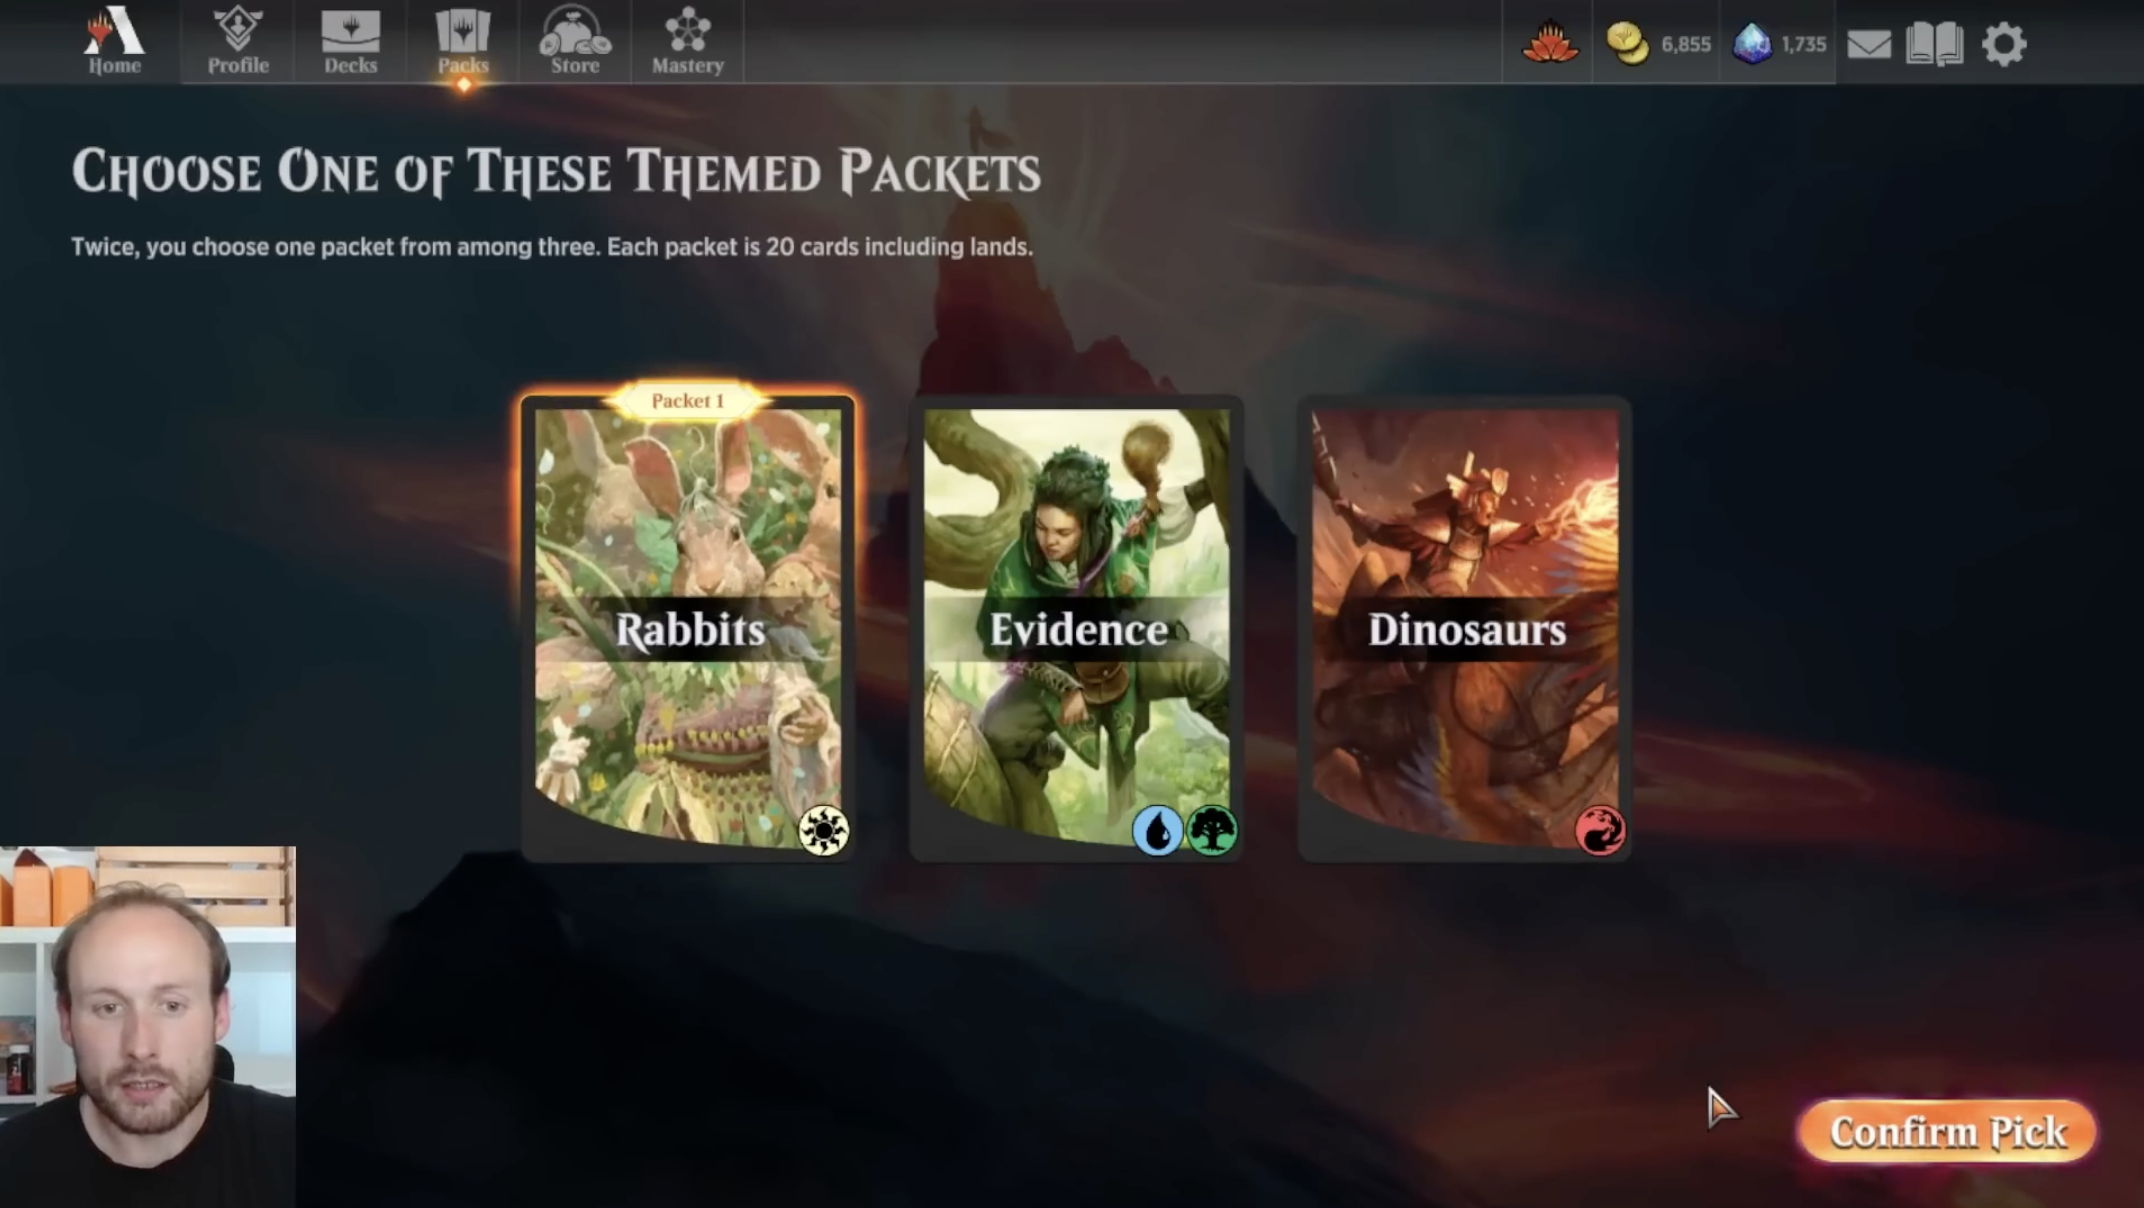 Home
Profile
Decks
Packs
Store
Mastery
6,855
1,735
Choose One of These Themed Packets
Twice, you choose one packet from among three. Each packet is 20 cards including lands.
Packet 1
Rabbits
Evidence
Dinosaurs
Confirm Pick